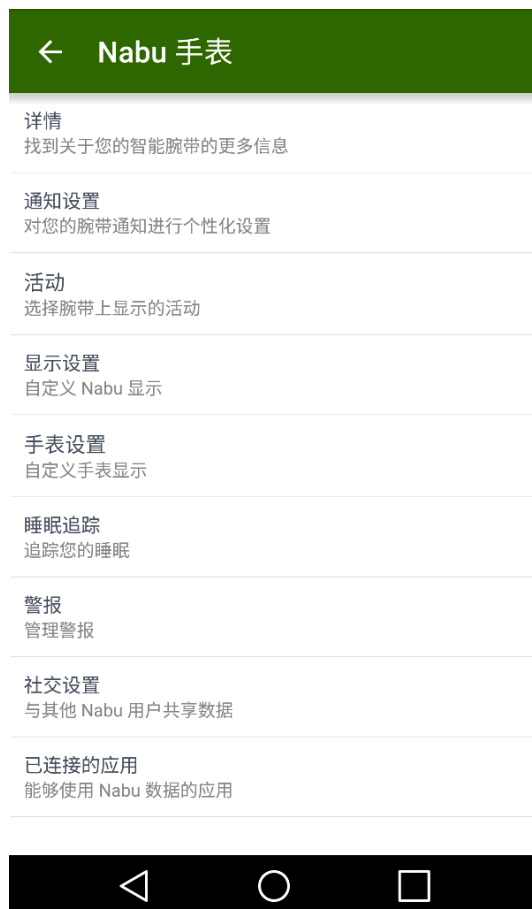 Nabu 手表
详情
找到关于您的智能腕带的更多信息
通知设置
对您的腕带通知进行个性化设置
活动
选择腕带上显示的活动
显示设置
自定义 Nabu 显示
手表设置
自定义手表显示
睡眠追踪
追踪您的睡眠
警报
管理警报
社交设置
与其他 Nabu 用户共享数据
已连接的应用
能够使用 Nabu 数据的应用